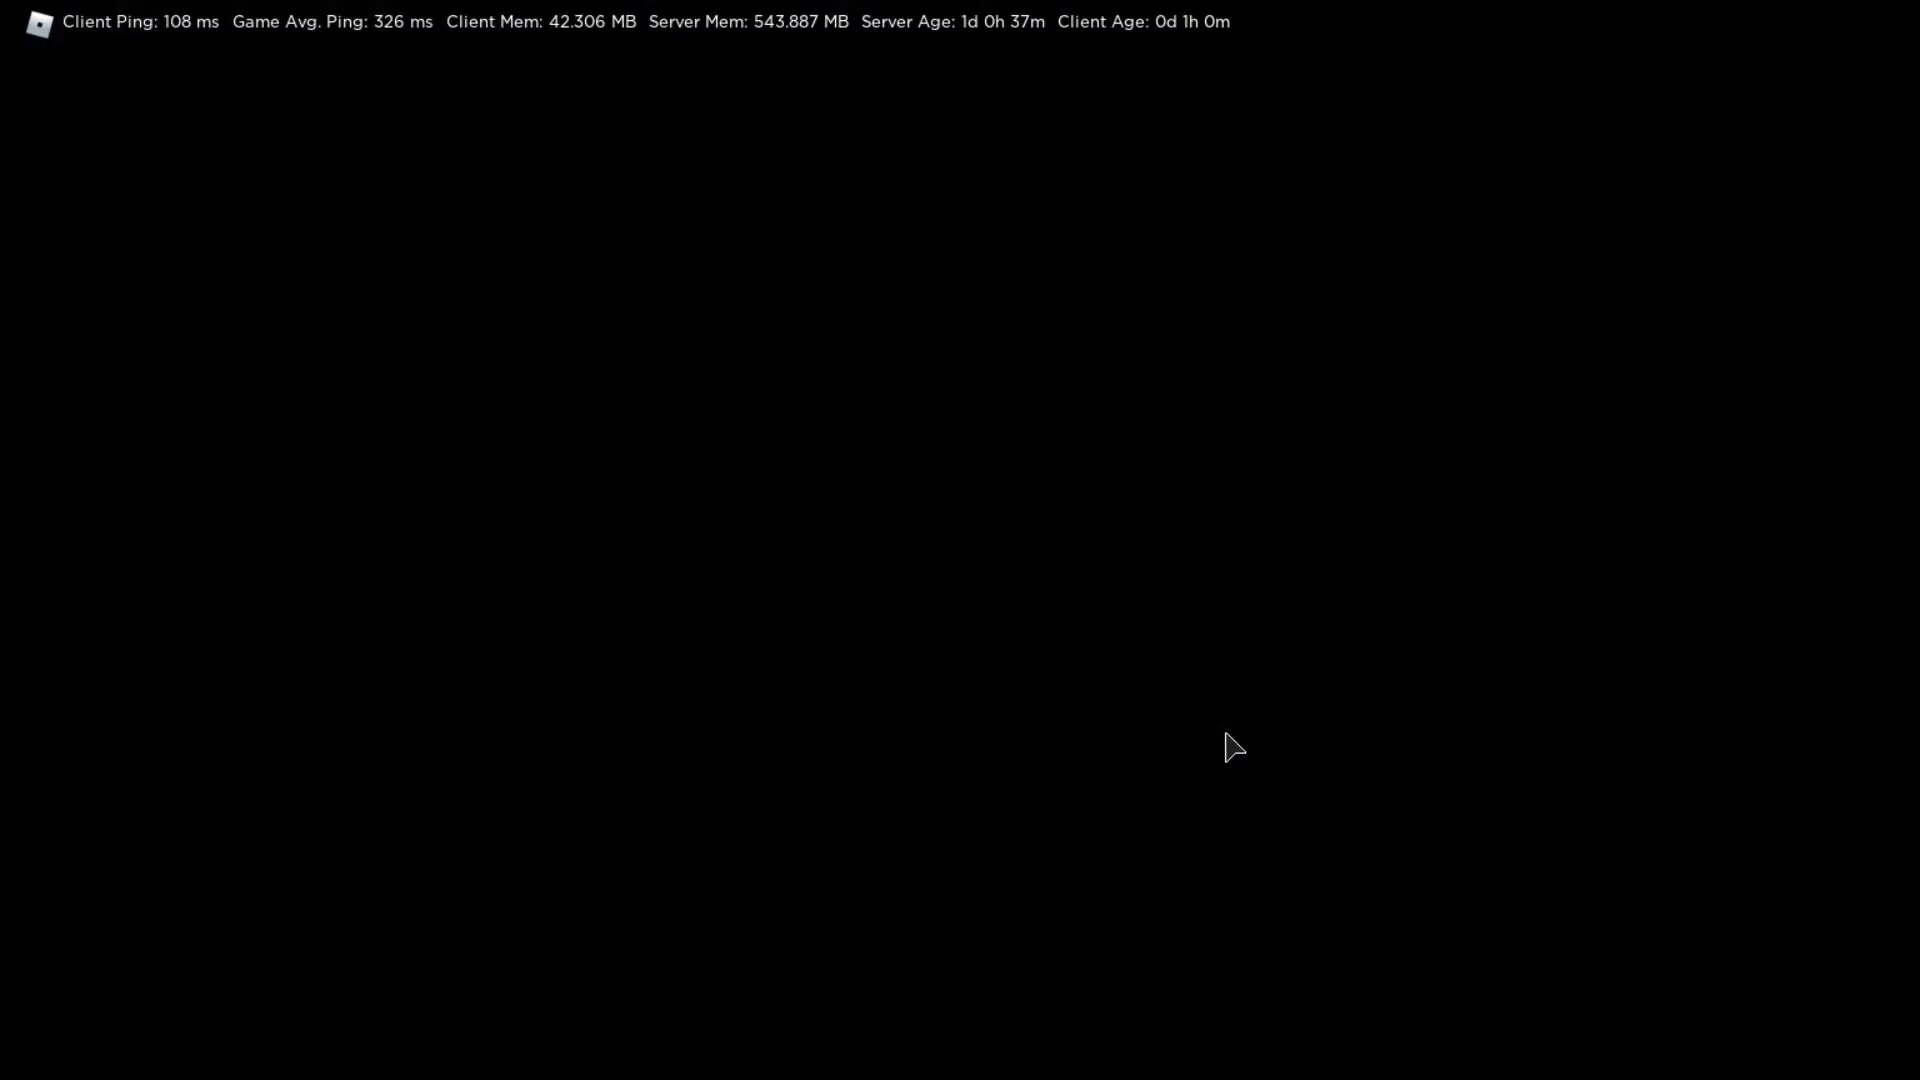 Client Ping: 108 ms Game Avg. Ping: 326 ms Client Mem: 42.306 MB Server Mem: 543.887 MB Server Age: 1d 0h 37m Client Age: 0d 1h 0m